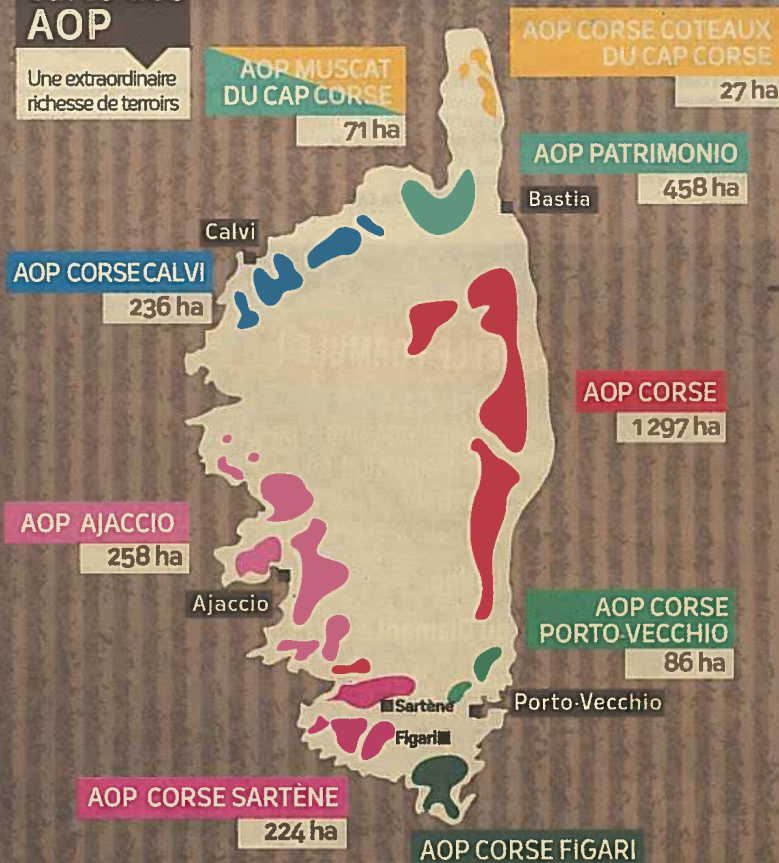 AOP
Une extraordinaire
richesse de terroirs
AOP MUSCAT
DU CAP CORSE
71 ha
AOP CORSE COTEAUX
DU CAP CORSE
27 ha
AOP PATRIMONIO
458 ha
Bastia
Calvi
AOP CORSE CALVI
236 ha
AOP CORSE
1 297 ha
AOP AJACCIO
258 ha
Ajaccio
AOP CORSE
PORTO-VECCHIO
86 ha
Sartène
Porto-Vecchio
Figari
AOP CORSE SARTÈNE
224 ha
AOP CORSE FIGARI